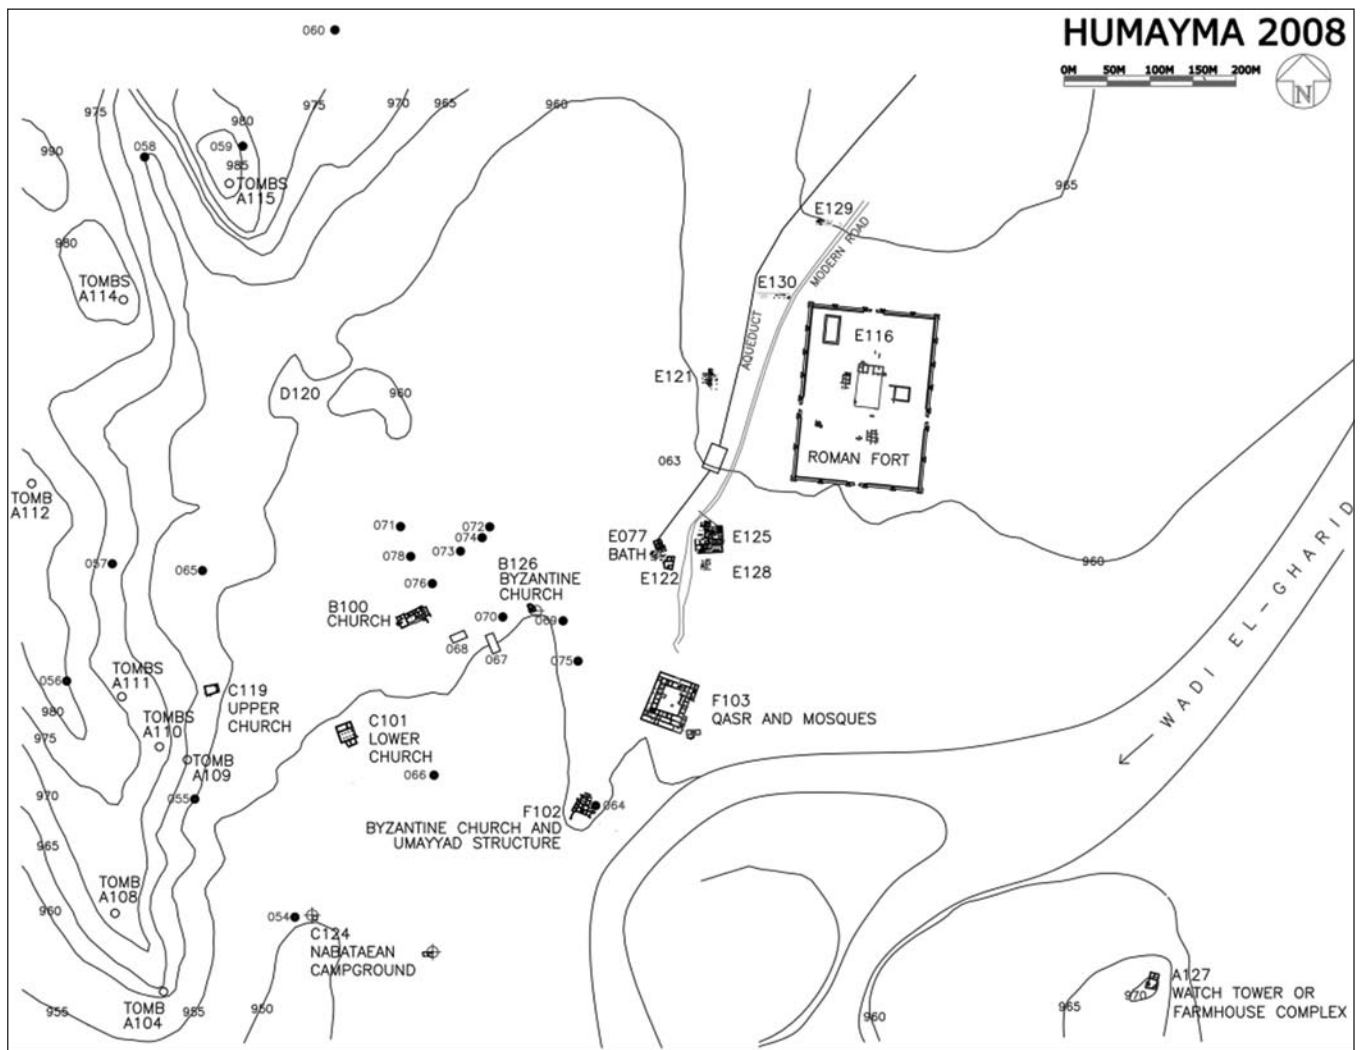 HUMAYMA 2008
0M 50M 100M 150M 200M
N
060
975
058
990
980
059
985
TOMBS
A115
975
970
965
960
965
980
TOMBS
A114
E129
MODERN ROAD
E130
AQUEDUCT
E116
E121
D120
960
063
ROMAN FORT
TOMB
A112
071
072
074
073
078
057
065
076
E077
BATH
E122
E125
E128
960
WADI EL-GHARID
B126
BYZANTINE
CHURCH
B100
CHURCH
070
069
068
067
075
056
980
975
TOMBS
A111
C119
UPPER
CHURCH
TOMBS
A110
C101
LOWER
CHURCH
F103
QASR AND MOSQUES
TOMB
A109
066
055
970
F102
BYZANTINE CHURCH AND
UMAYYAD STRUCTURE
064
965
TOMB
A108
960
054
C124
NABATAEAN
CAMPGROUND
A127
WATCH TOWER OR
FARMHOUSE COMPLEX
970
965
960
TOMB
A104
955
955
950